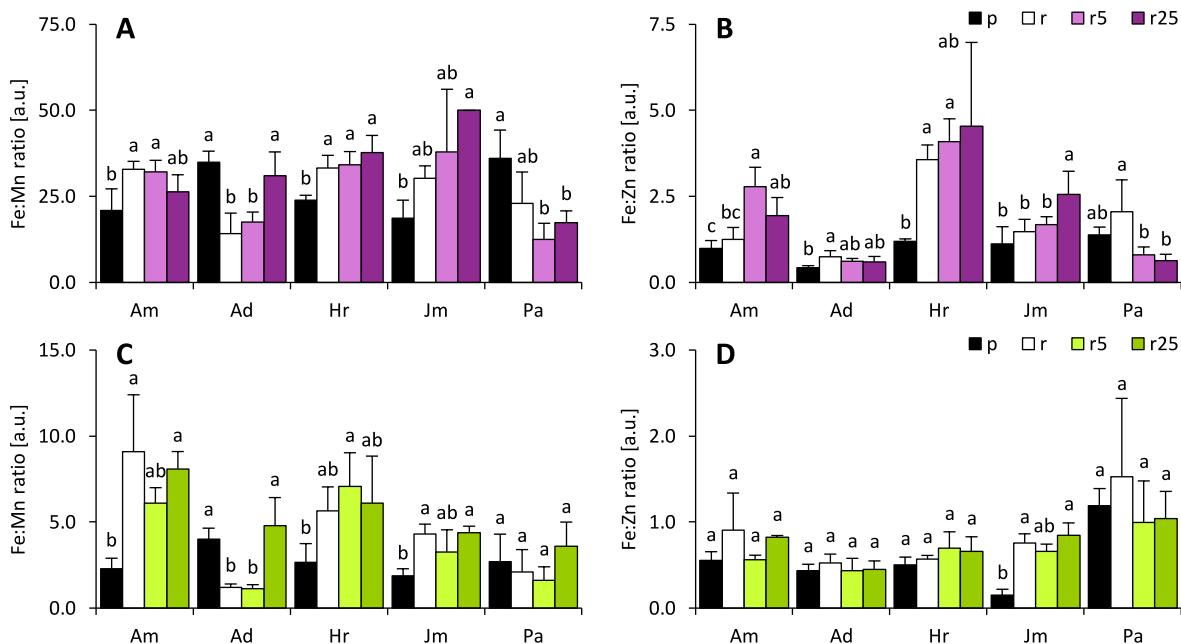 A
Fe:Mn ratio [a.u.]
75.0
50.0
25.0
0.0
b a a ab
a b b a
b a a a
b ab ab a
a ab b b
Am Ad Hr Jm Pa
B
p r r5 r25
Fe:Zn ratio [a.u.]
7.5
5.0
2.5
0.0
c bc a ab
b a ab ab
b a a ab
b b b a
ab a b b
Am Ad Hr Jm Pa
C
Fe:Mn ratio [a.u.]
15.0
10.0
5.0
0.0
b a ab a
a b b a
b ab a ab
b a ab a
a a a a
Am Ad Hr Jm Pa
D
p r r5 r25
Fe:Zn ratio [a.u.]
3.0
2.0
1.0
0.0
a a a a
a a a a
a a a a
b a ab a
a a a a
Am Ad Hr Jm Pa